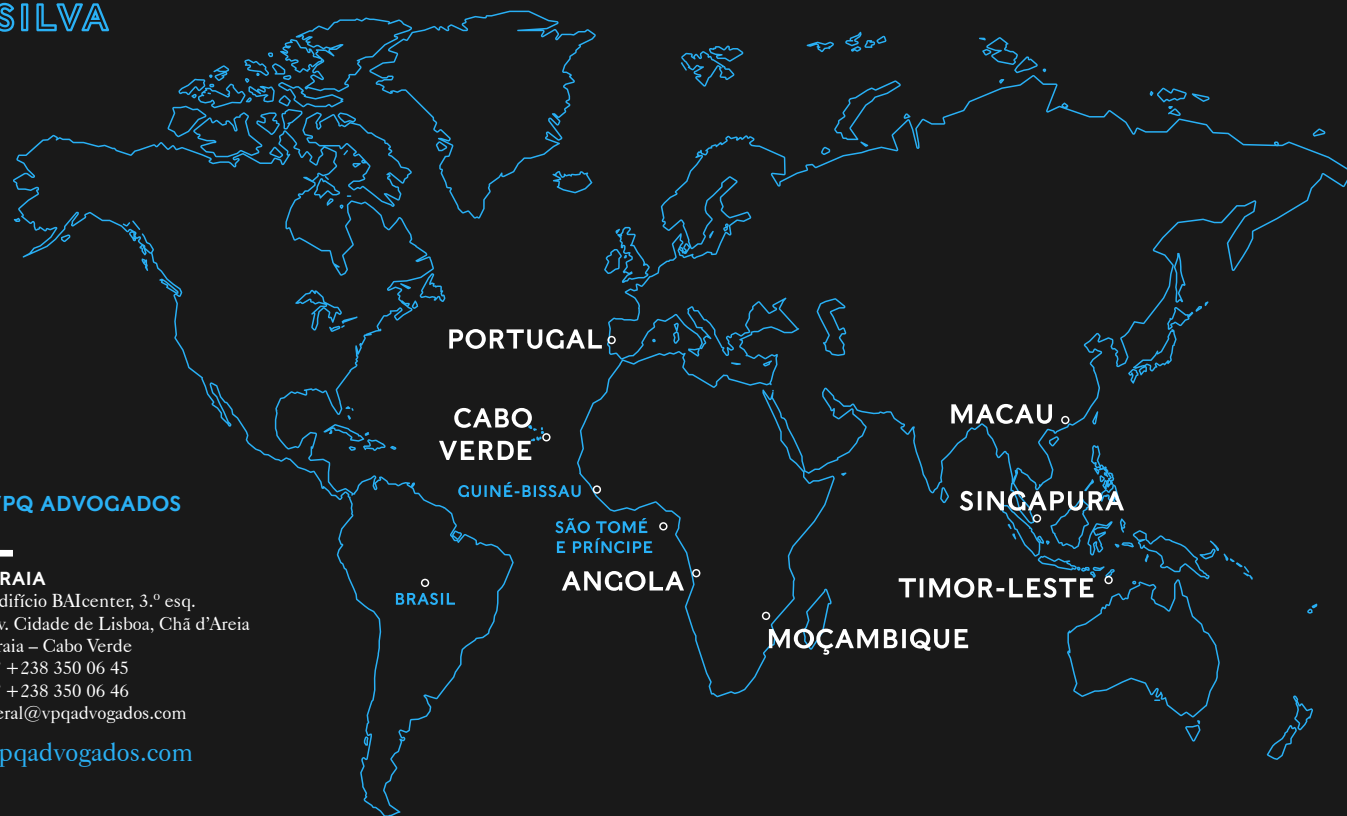 SILVA
PORTUGAL
CABO
VERDE
MACAU
GUINÉ-BISSAU
SINGAPURA
SÃO TOMÉ
E PRÍNCIPE
ANGOLA
TIMOR-LESTE
BRASIL
MOÇAMBIQUE
VPQ ADVOGADOS
RAIA
difício BAIcenter, 3.º esq.
v. Cidade de Lisboa, Chã d’Areia
raia – Cabo Verde
+238 350 06 45
+238 350 06 46
eral@vpqadvogados.com
pqadvogados.com